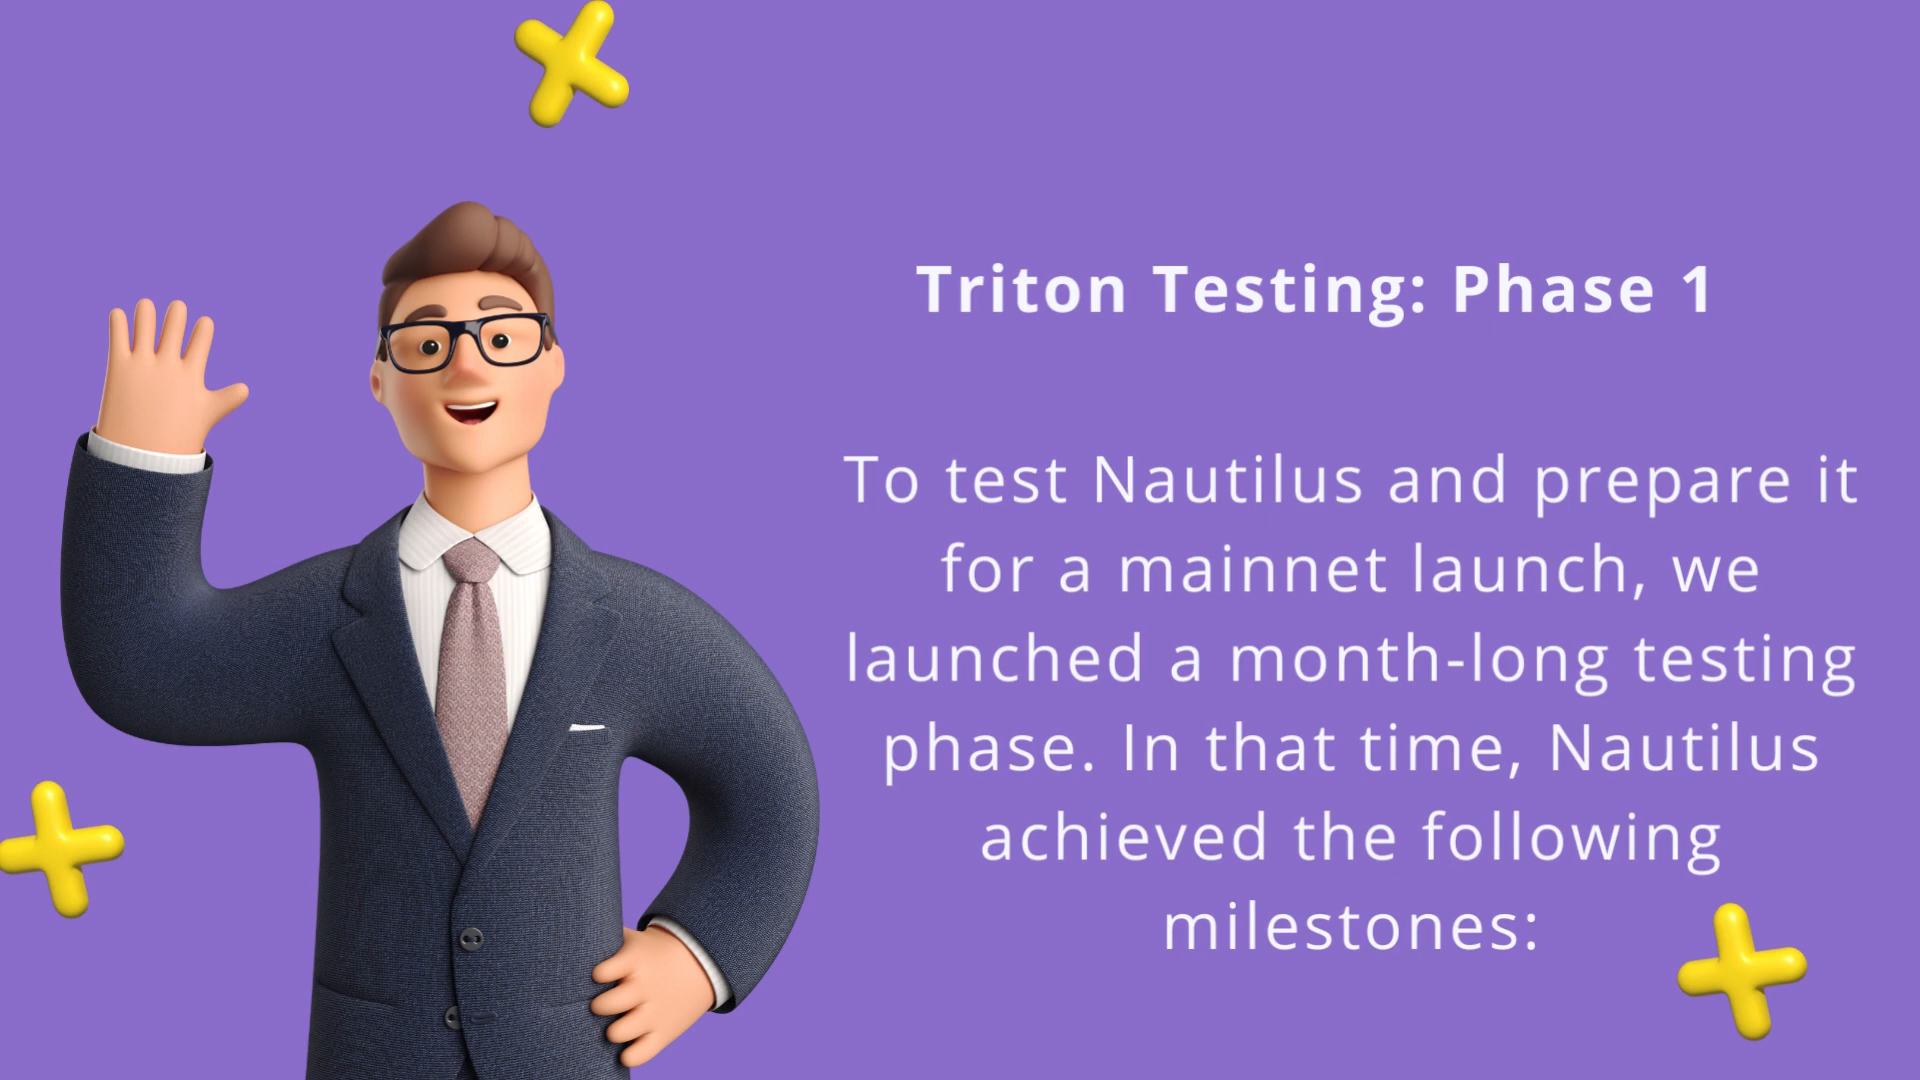 Triton Testing: Phase 1
To test Nautilus and prepare it
for a mainnet launch, we
launched a month-long testing
phase. In that time, Nautilus
achieved the following
milestones: